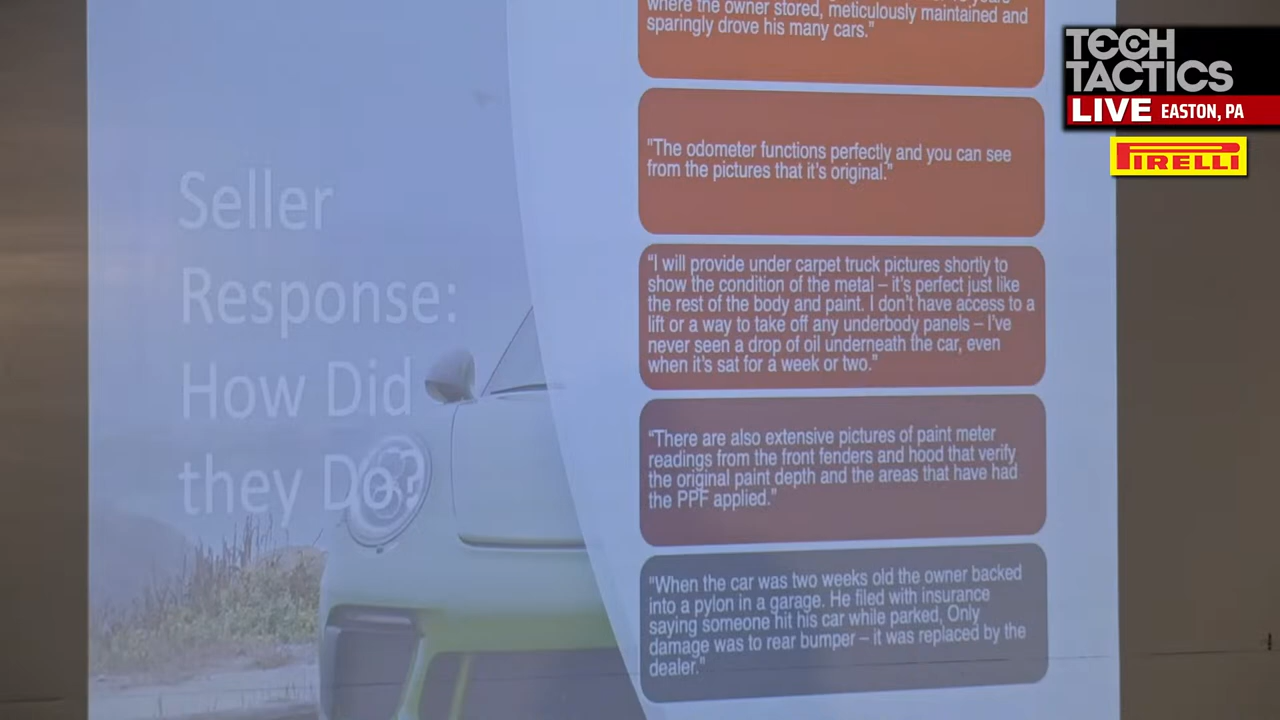 Seller
Response:
How Did
they Do?
where the owner stored, meticulously maintained and
sparingly drove his many cars."
"The odometer functions perfectly and you can see
from the pictures that it's original."
"I will provide under carpet truck pictures shortly to
show the condition of the metal – it's perfect just like
the rest of the body and paint. I don't have access to a
lift or a way to take off any underbody panels – I've
never seen a drop of oil underneath the car, even
when it's sat for a week or two."
"There are also extensive pictures of paint meter
readings from the front fenders and hood that verify
the original paint depth and the areas that have had
the PPF applied."
"When the car was two weeks old the owner backed
into a pylon in a garage. He filed with insurance
saying someone hit his car while parked, Only
damage was to rear bumper – it was replaced by the
dealer."
TECH
TACTICS
LIVE EASTON, PA
PIRELLI